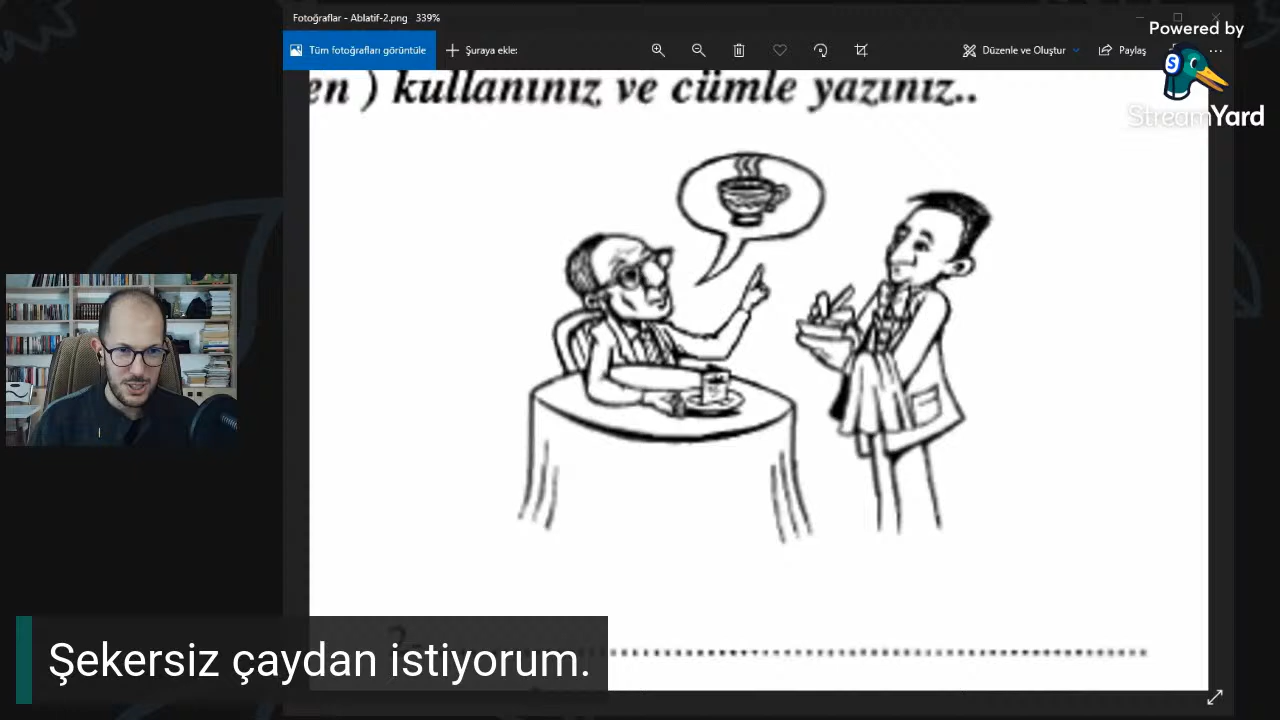 Fotoğraflar - Ablatif-2.png 339%
Powered by
Tüm fotoğrafları görüntüle
Şuraya ekle:
Düzenle ve Oluştur
Paylaş
S
StreamYard
en ) kullanınız ve cümle yazınız..
Şekersiz çaydan istiyorum.